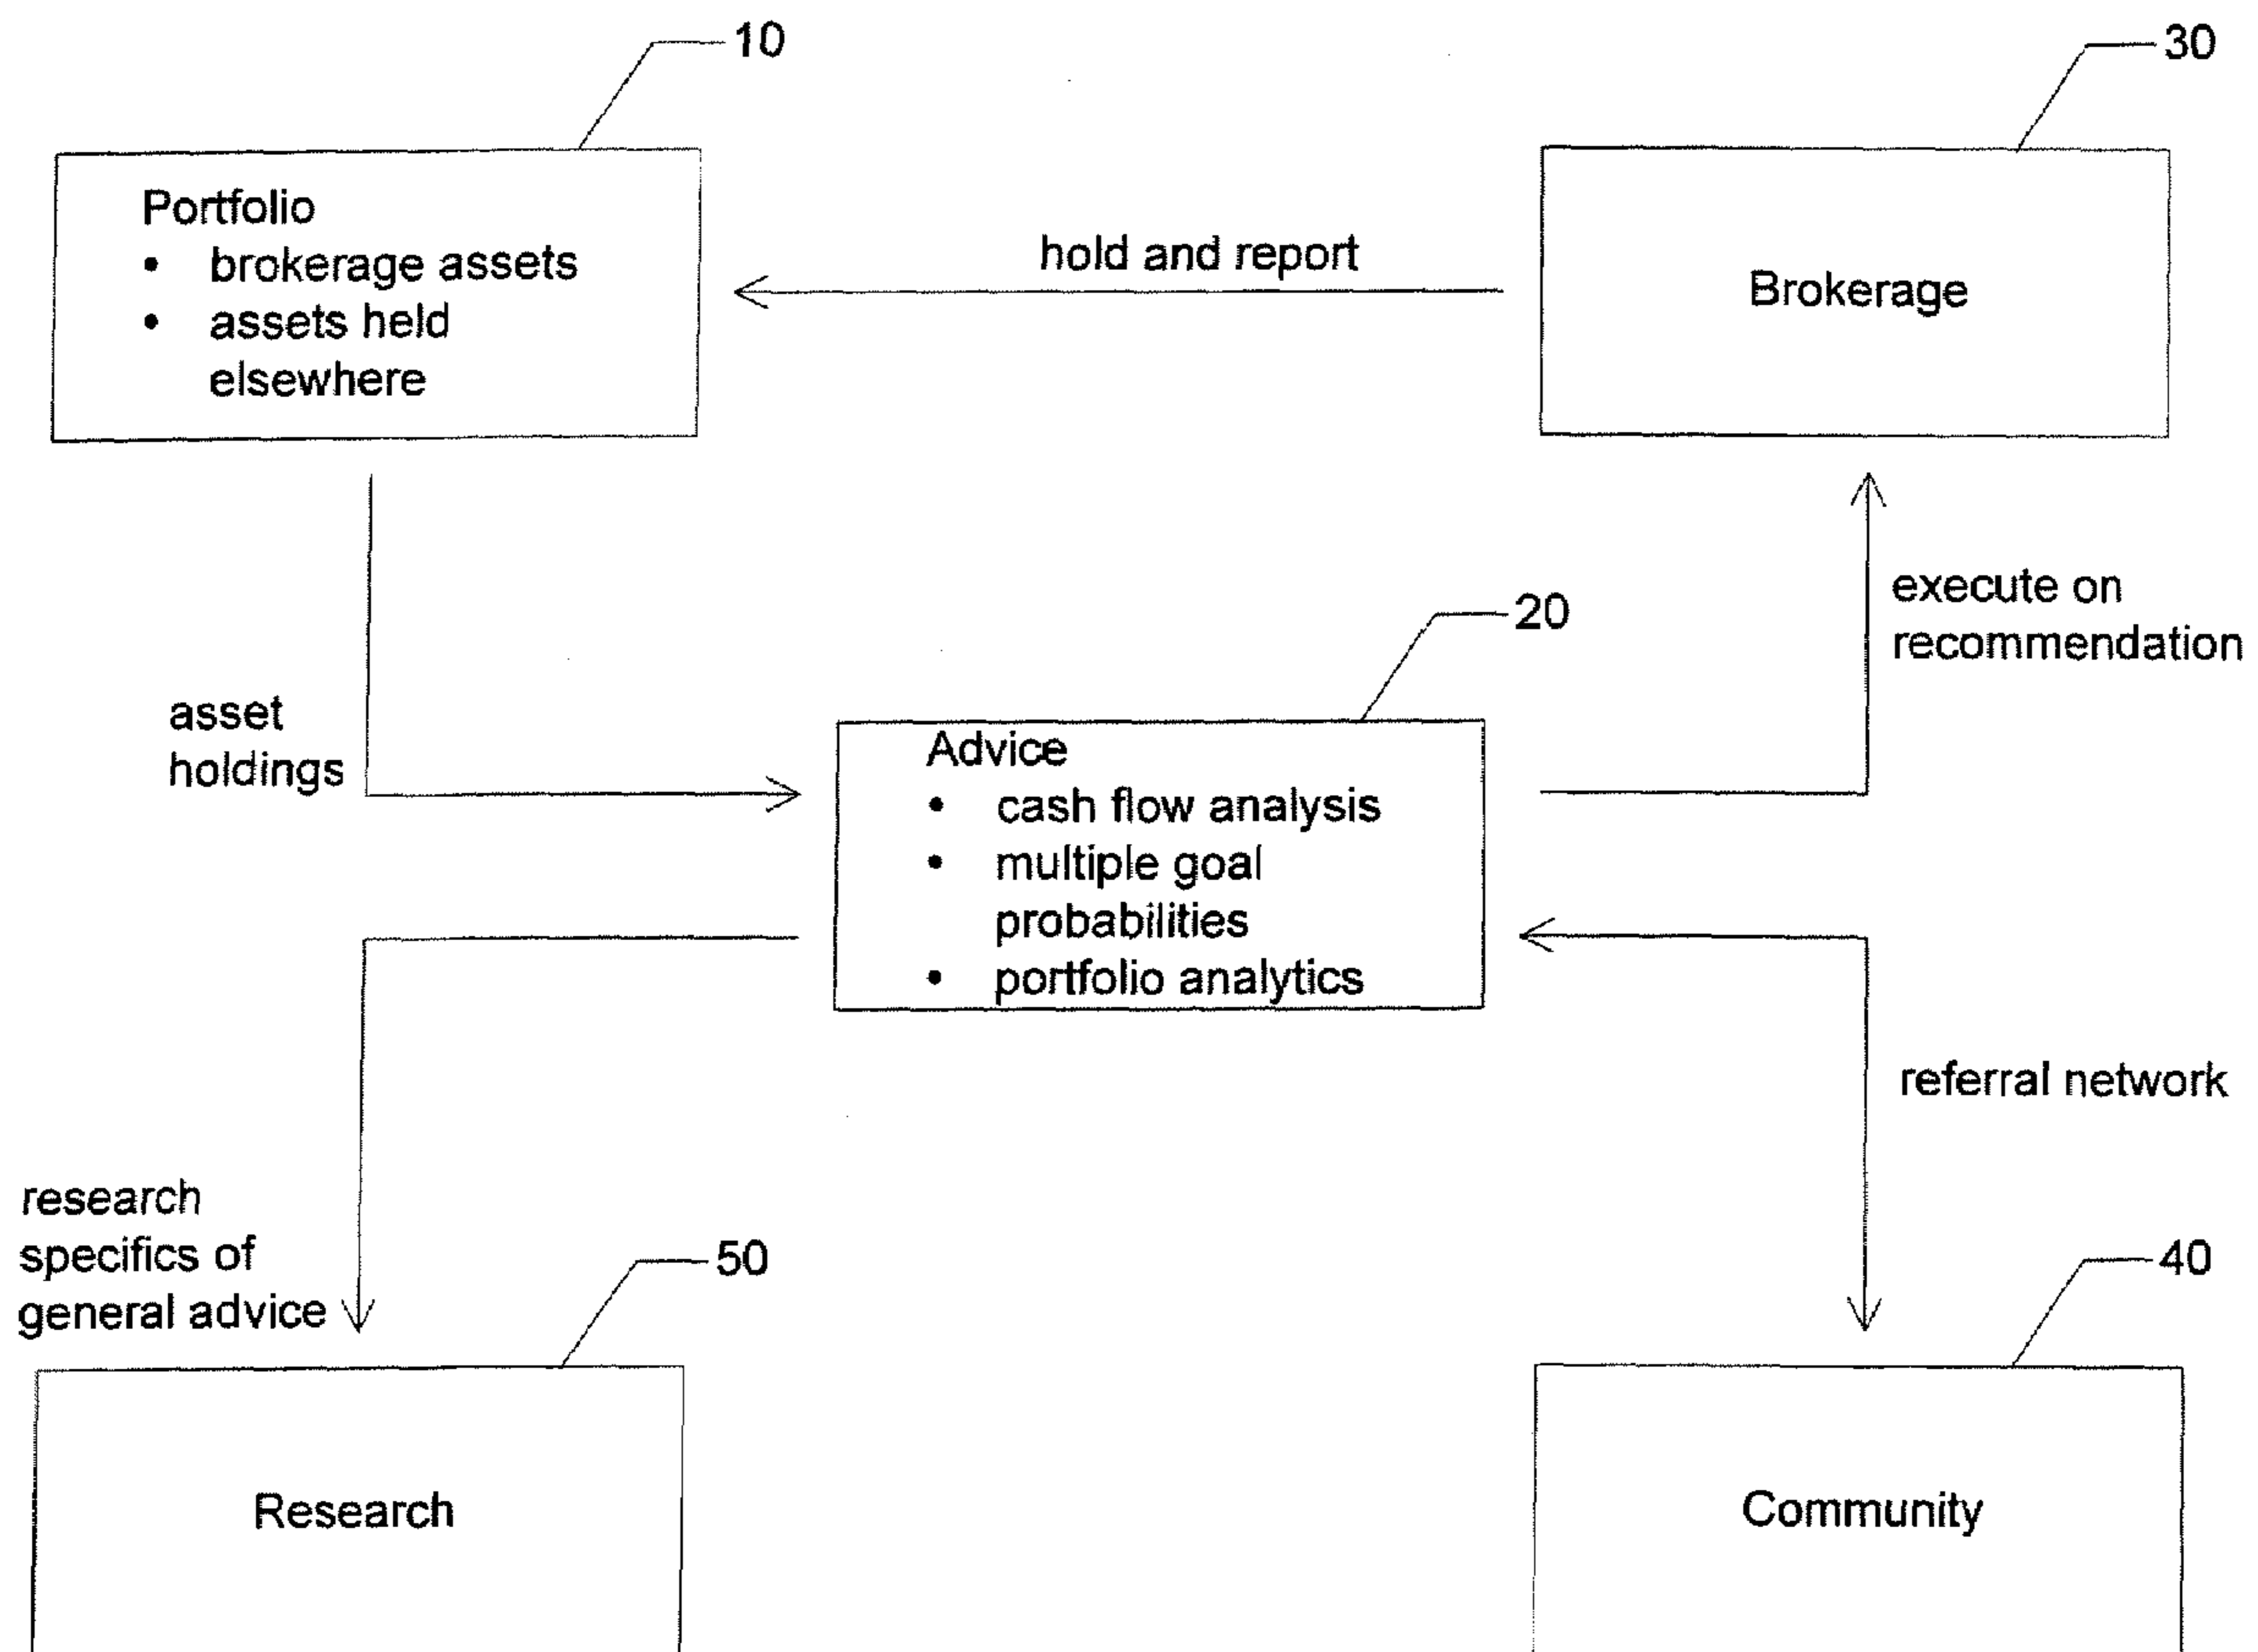 10
30
Portfolio
• brokerage assets
• assets held
elsewhere
hold and report
Brokerage
execute on
recommendation
20
asset
holdings
Advice
• cash flow analysis
• multiple goal
probabilities
• portfolio analytics
referral network
research
specifics of
general advice
50
40
Research
Community